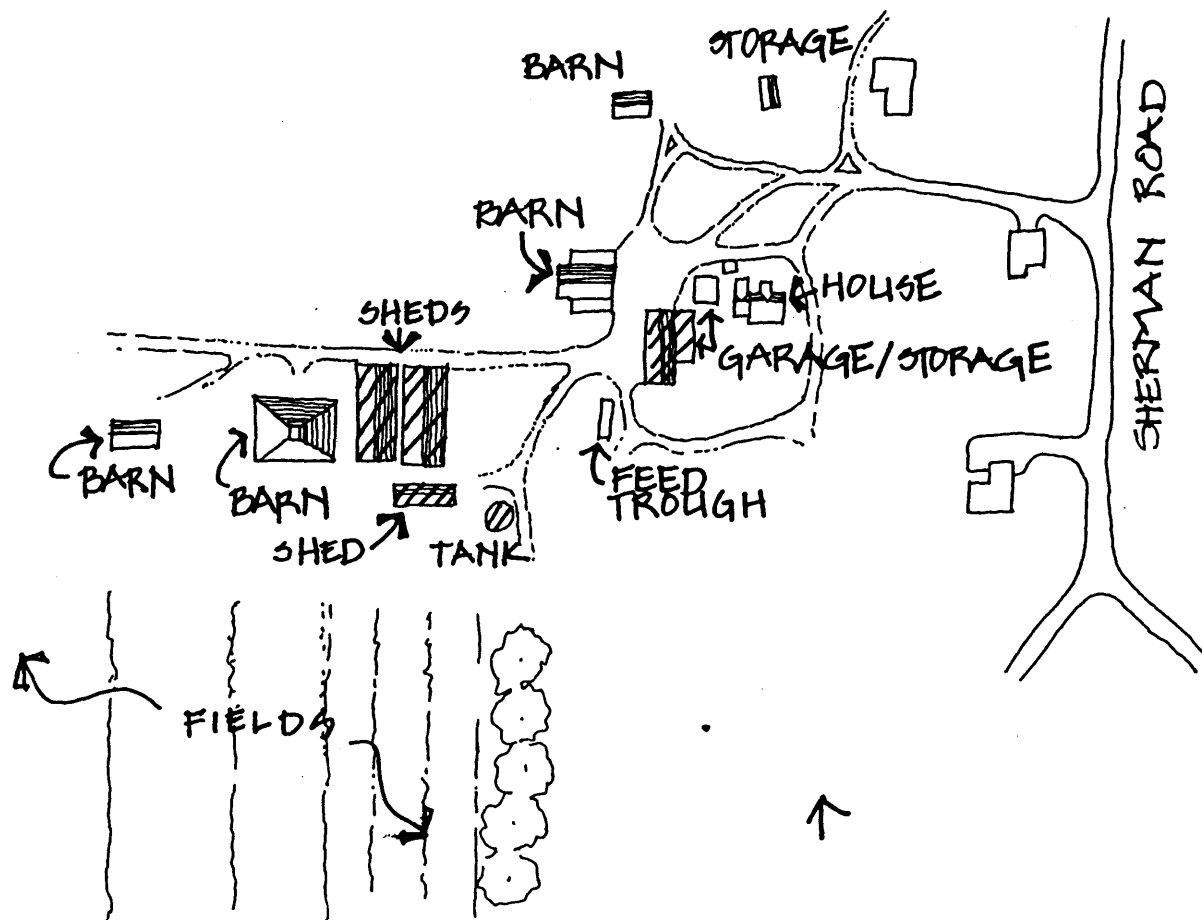 STORAGE
BARN
SHERMAN ROAD
BARN
HOUSE
SHEDS
GARAGE/STORAGE
BARN
BARN
FEED
TROUGH
SHED
TANK
FIELDS